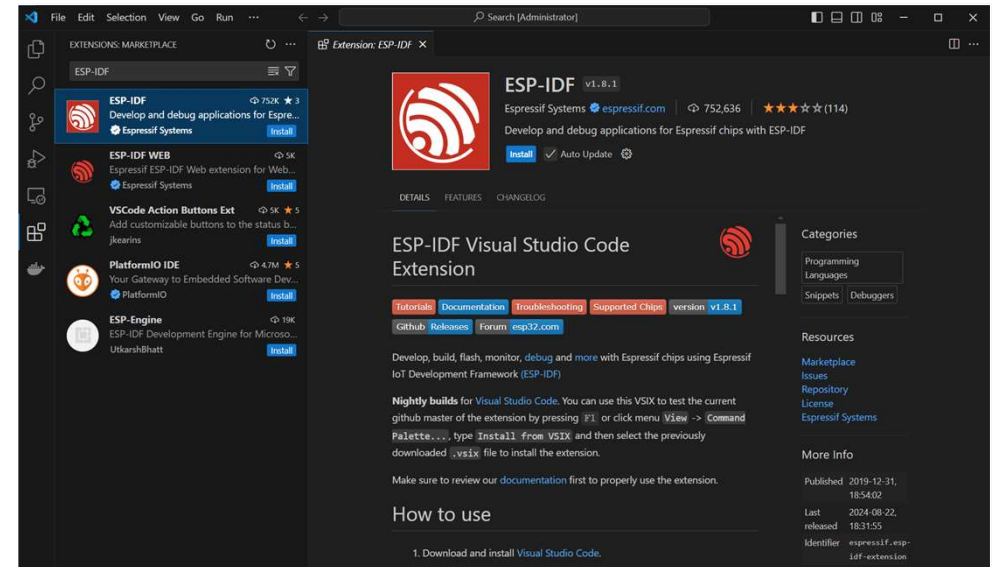 File Edit Selection View Go Run ···
Search [Administrator]
EXTENSIONS: MARKETPLACE
ESP-IDF
ESP-IDF 752K ★ 3
Develop and debug applications for Espre...
Espressif Systems Install
ESP-IDF WEB 5K
Espressif ESP-IDF Web extension for Web...
Espressif Systems Install
VSCode Action Buttons Ext 5K ★ 5
Add customizable buttons to the status b...
jkearins Install
PlatformIO IDE 4.7M ★ 5
Your Gateway to Embedded Software Dev...
PlatformIO Install
ESP-Engine 19K
ESP-IDF Development Engine for Microso...
UtkarshBhatt Install
Extension: ESP-IDF
ESP-IDF v1.8.1
Espressif Systems espressif.com 752,636 ★★★☆☆(114)
Develop and debug applications for Espressif chips with ESP-IDF
Install Auto Update
DETAILS FEATURES CHANGELOG
ESP-IDF Visual Studio Code
Extension
Tutorials Documentation Troubleshooting Supported Chips version v1.8.1
Github Releases Forum esp32.com
Develop, build, flash, monitor, debug and more with Espressif chips using Espressif
IoT Development Framework (ESP-IDF)
Nightly builds for Visual Studio Code. You can use this VSIX to test the current
github master of the extension by pressing F1 or click menu View -> Command
Palette..., type Install from VSIX and then select the previously
downloaded .vsix file to install the extension.
Make sure to review our documentation first to properly use the extension.
How to use
1. Download and install Visual Studio Code.
Categories
Programming
Languages
Snippets Debuggers
Resources
Marketplace
Issues
Repository
License
Espressif Systems
More Info
Published 2019-12-31,
18:54:02
Last 2024-08-22,
released 18:31:55
Identifier espressif.esp-
idf-extension